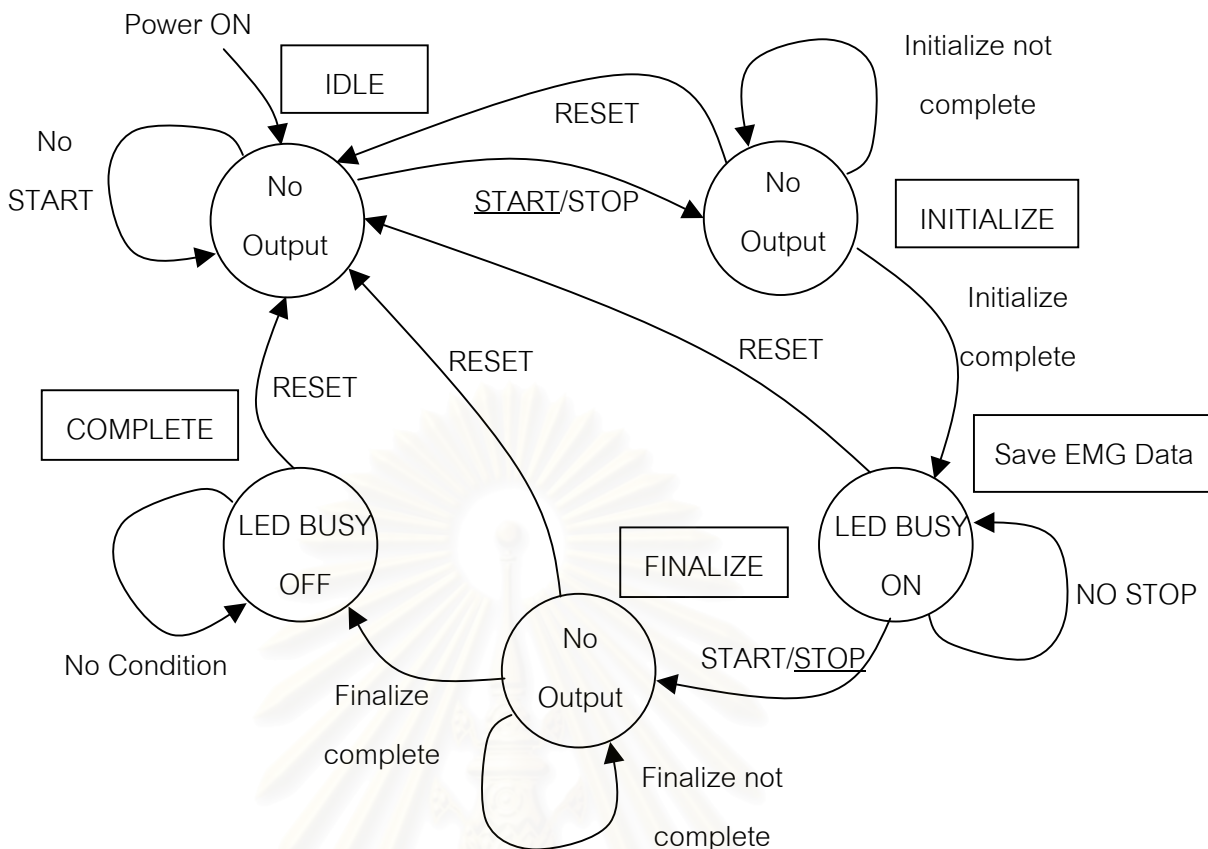 Power ON
IDLE
No
START
No
Output
RESET
START/STOP
Initialize not
complete
No
Output
INITIALIZE
Initialize
complete
RESET
RESET
RESET
COMPLETE
Save EMG Data
LED BUSY
OFF
FINALIZE
LED BUSY
ON
NO STOP
No Condition
START/STOP
No
Output
Finalize
complete
Finalize not
complete